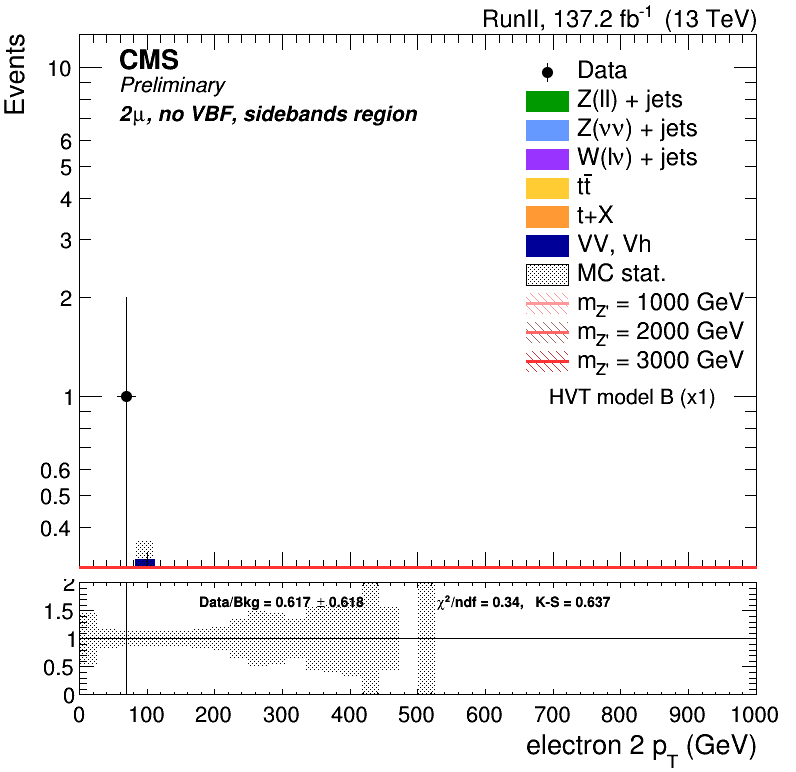 RunII, 137.2 fb⁻¹ (13 TeV)
CMS
Preliminary
2μ, no VBF, sidebands region
Data
Z(ll) + jets
Z(νν) + jets
W(lν) + jets
tt̄
t+X
VV, Vh
MC stat.
m_Z' = 1000 GeV
m_Z' = 2000 GeV
m_Z' = 3000 GeV
HVT model B (x1)
Events
10
6
5
4
3
2
1
0.6
0.5
0.4
Data/Bkg = 0.617 ± 0.618
χ²/ndf = 0.34, K-S = 0.637
2
1.5
1
0.5
0
0 100 200 300 400 500 600 700 800 900 1000
electron 2 p_T (GeV)